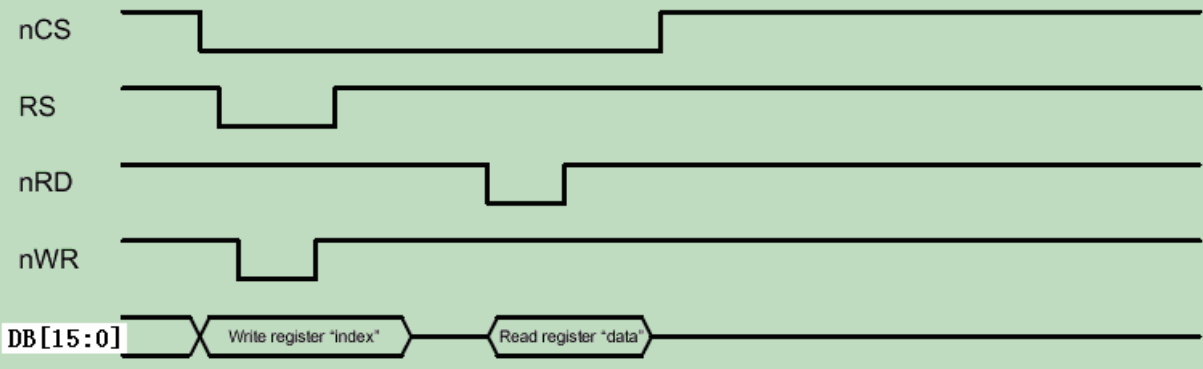 nCS
RS
nRD
nWR
DB[15:0] Write register "index" Read register "data"